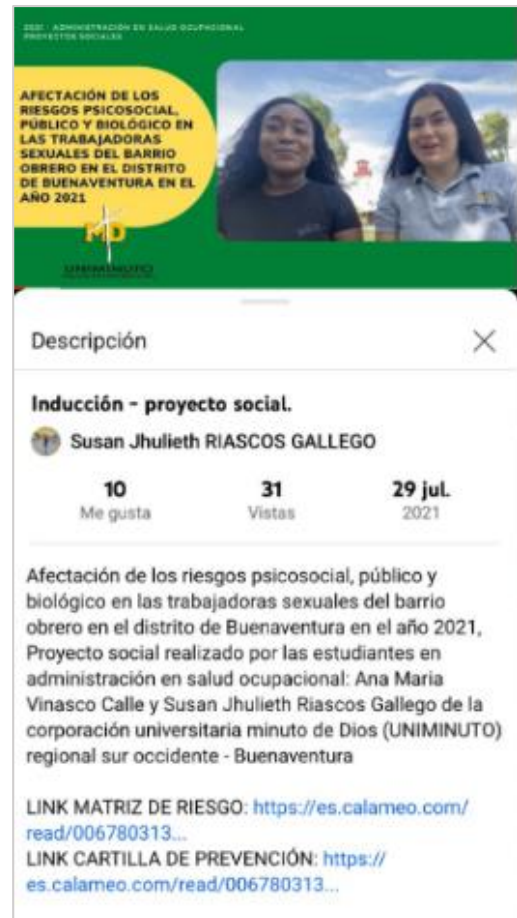 2021 - ADMINISTRACIÓN EN SALUD OCUPACIONAL
PROYECTOS SOCIALES
AFECTACIÓN DE LOS
RIESGOS PSICOSOCIAL,
PÚBLICO Y BIOLÓGICO EN
LAS TRABAJADORAS
SEXUALES DEL BARRIO
OBRERO EN EL DISTRITO
DE BUENAVENTURA EN EL
AÑO 2021
MD
UNIMINUTO
Descripción
Inducción - proyecto social.
Susan Jhulieth RIASCOS GALLEGO
10 31 29 jul.
Me gusta Vistas 2021
Afectación de los riesgos psicosocial, público y
biológico en las trabajadoras sexuales del barrio
obrero en el distrito de Buenaventura en el año 2021,
Proyecto social realizado por las estudiantes en
administración en salud ocupacional: Ana Maria
Vinasco Calle y Susan Jhulieth Riascos Gallego de la
corporación universitaria minuto de Dios (UNIMINUTO)
regional sur occidente - Buenaventura
LINK MATRIZ DE RIESGO: https://es.calameo.com/
read/006780313...
LINK CARTILLA DE PREVENCIÓN: https://
es.calameo.com/read/006780313...